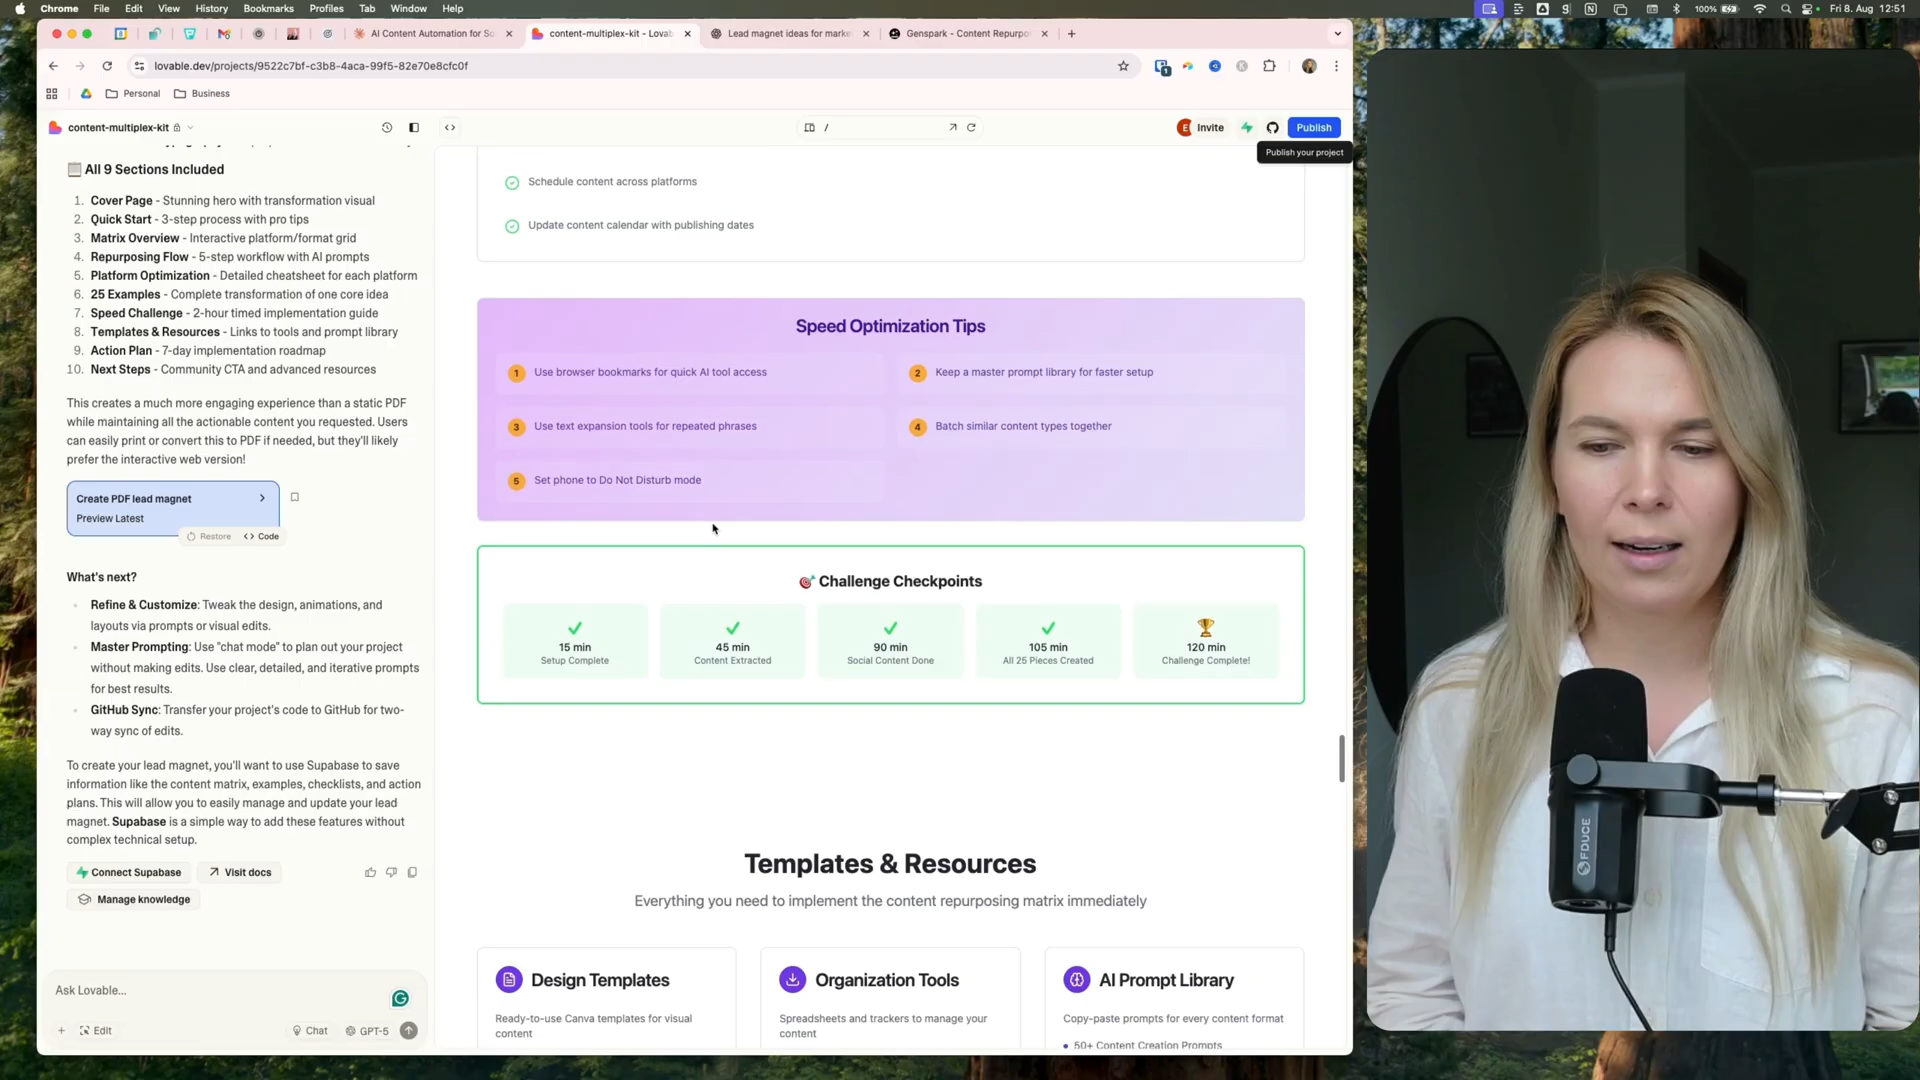 Chrome File Edit View History Bookmarks Profiles Tab Window Help
100% Fri 8. Aug 12:51
AI Content Automation for So
content-multiplex-kit - Lovab
Lead magnet ideas for marke
Genspark - Content Repurpo
lovable.dev/projects/9522c7bf-c3b8-4aca-99f5-82e70e8cfc0f
Personal
Business
content-multiplex-kit
/
Invite
Publish
Publish your project
All 9 Sections Included
1. Cover Page - Stunning hero with transformation visual
2. Quick Start - 3-step process with pro tips
3. Matrix Overview - Interactive platform/format grid
4. Repurposing Flow - 5-step workflow with AI prompts
5. Platform Optimization - Detailed cheatsheet for each platform
6. 25 Examples - Complete transformation of one core idea
7. Speed Challenge - 2-hour timed implementation guide
8. Templates & Resources - Links to tools and prompt library
9. Action Plan - 7-day implementation roadmap
10. Next Steps - Community CTA and advanced resources
This creates a much more engaging experience than a static PDF
while maintaining all the actionable content you requested. Users
can easily print or convert this to PDF if needed, but they'll likely
prefer the interactive web version!
Create PDF lead magnet
Preview Latest
Restore
Code
What's next?
Refine & Customize: Tweak the design, animations, and
layouts via prompts or visual edits.
Master Prompting: Use "chat mode" to plan out your project
without making edits. Use clear, detailed, and iterative prompts
for best results.
GitHub Sync: Transfer your project's code to GitHub for two-
way sync of edits.
To create your lead magnet, you'll want to use Supabase to save
information like the content matrix, examples, checklists, and action
plans. This will allow you to easily manage and update your lead
magnet. Supabase is a simple way to add these features without
complex technical setup.
Connect Supabase
Visit docs
Manage knowledge
Ask Lovable...
Edit
Chat
GPT-5
Schedule content across platforms
Update content calendar with publishing dates
Speed Optimization Tips
1 Use browser bookmarks for quick AI tool access
2 Keep a master prompt library for faster setup
3 Use text expansion tools for repeated phrases
4 Batch similar content types together
5 Set phone to Do Not Disturb mode
Challenge Checkpoints
15 min
Setup Complete
45 min
Content Extracted
90 min
Social Content Done
105 min
All 25 Pieces Created
120 min
Challenge Complete!
Templates & Resources
Everything you need to implement the content repurposing matrix immediately
Design Templates
Ready-to-use Canva templates for visual
content
Organization Tools
Spreadsheets and trackers to manage your
content
AI Prompt Library
Copy-paste prompts for every content format
50+ Content Creation Prompts
FDUCE